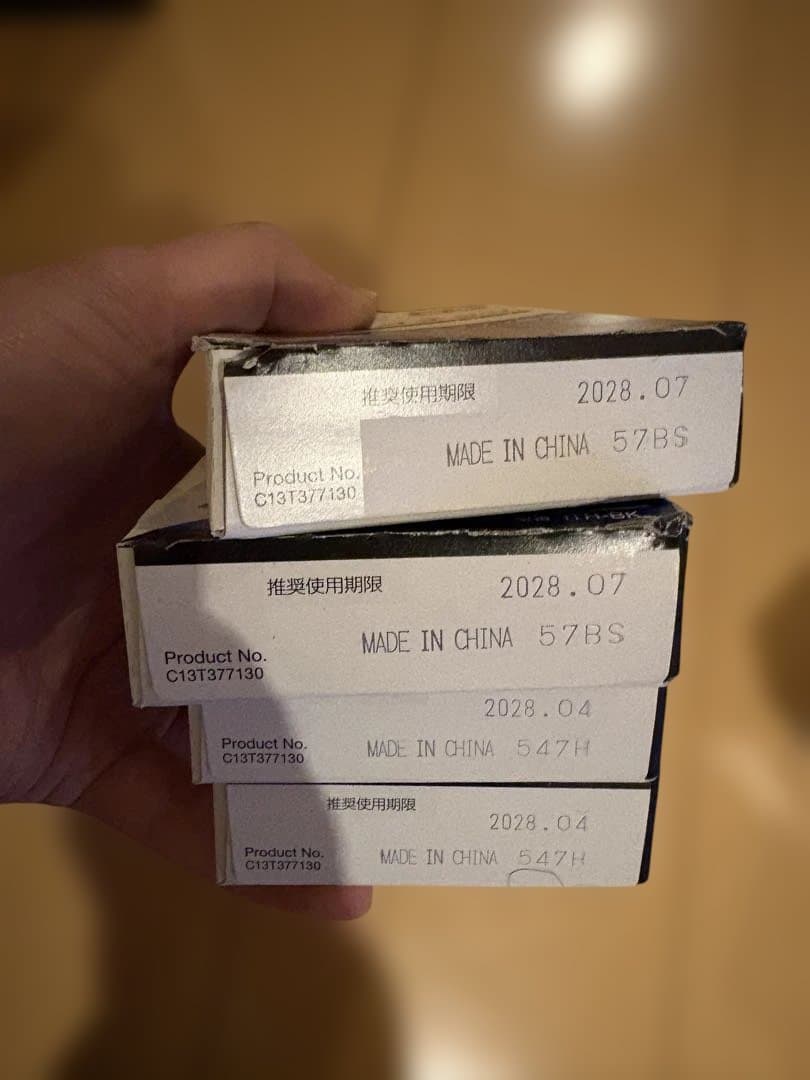 推奨使用期限 2028.07
MADE IN CHINA 57BS
Product No.
C13T377130
推奨使用期限 2028.07
MADE IN CHINA 57BS
Product No.
C13T377130
2028.04
Product No. MADE IN CHINA 547H
C13T377130
推奨使用期限 2028.04
Product No. MADE IN CHINA 547H
C13T377130